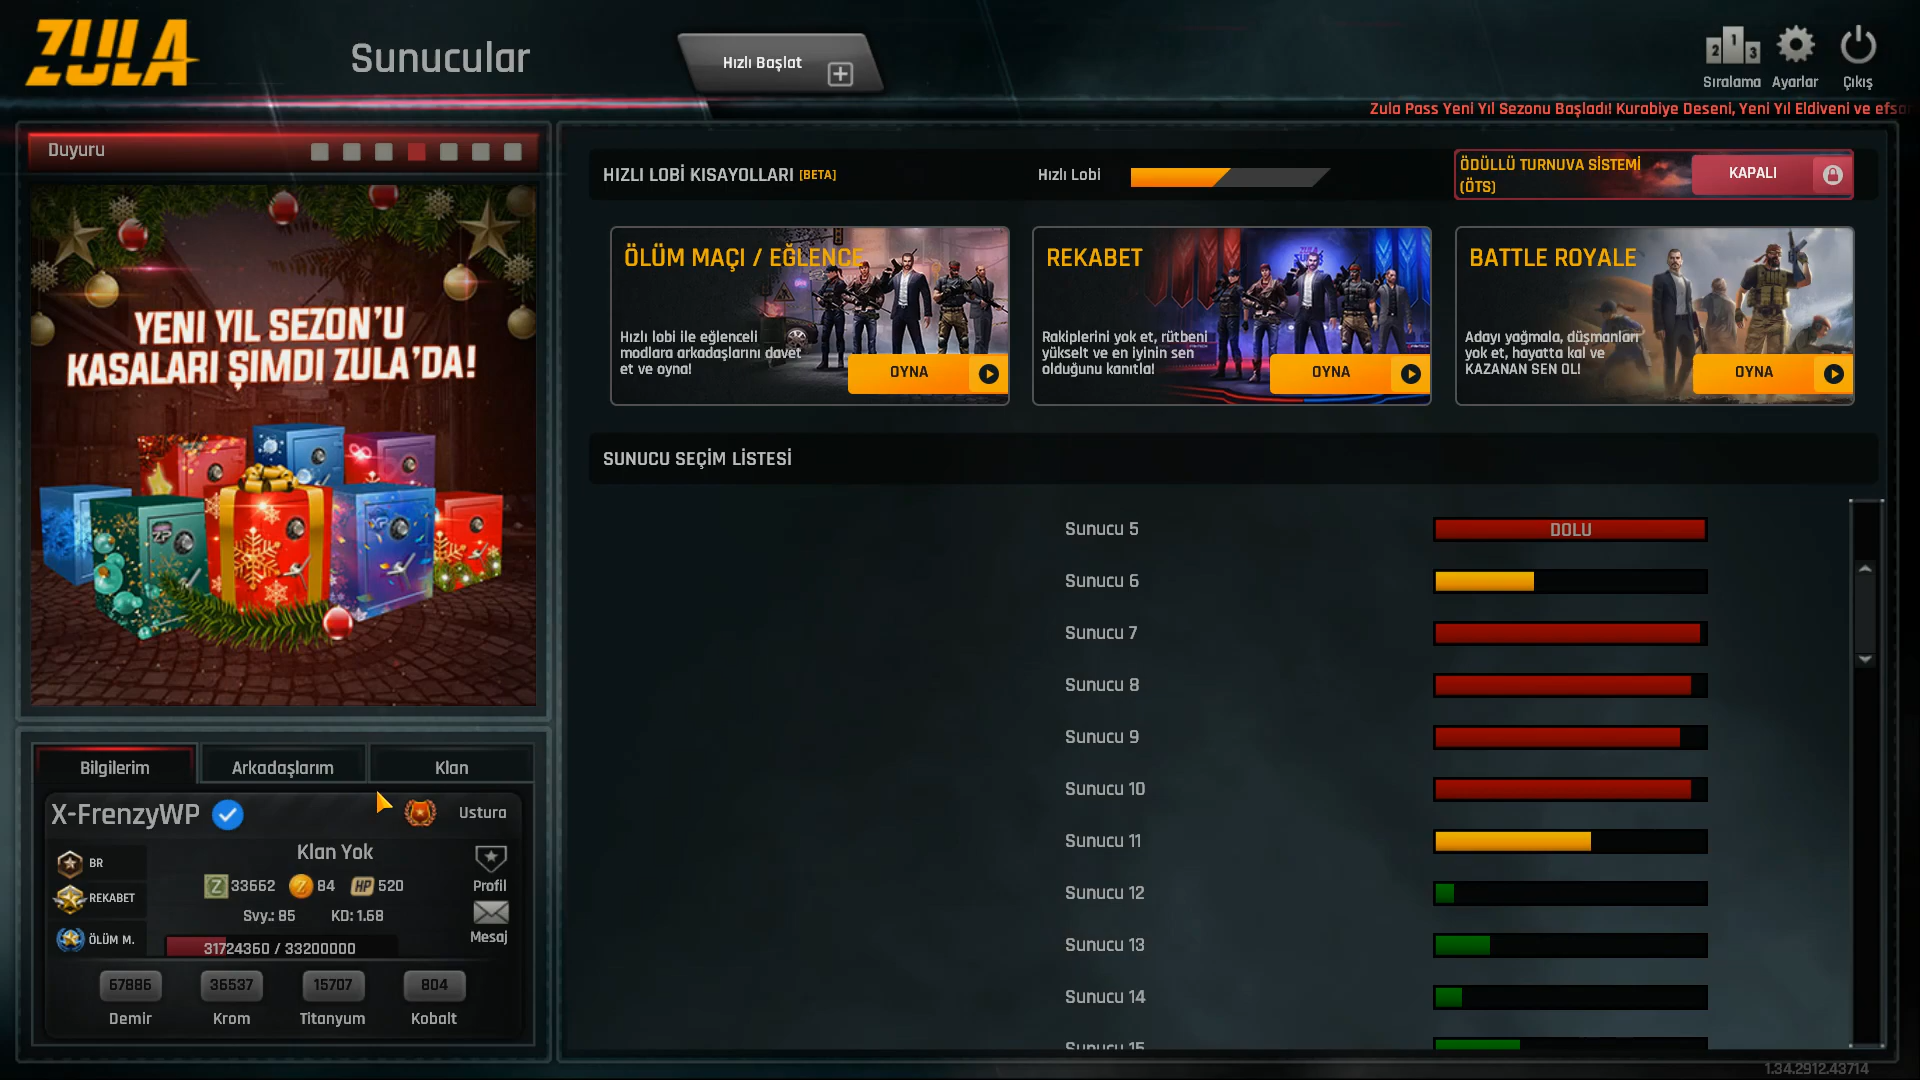 ZULA
Sunucular
Hızlı Başlat
2 1 3
Sıralama
Ayarlar
Çıkış
Zula Pass Yeni Yıl Sezonu Başladı! Kurabiye Deseni, Yeni Yıl Eldiveni ve efsa
Duyuru
YENİ YIL SEZON'U
KASALARI ŞİMDİ ZULA'DA!
HIZLI LOBİ KISAYOLLARI [BETA]
Hızlı Lobi
ÖDÜLLÜ TURNUVA SİSTEMİ
(ÖTS)
KAPALI
ÖLÜM MAÇI / EĞLENCE
Hızlı lobi ile eğlenceli
modlara arkadaşlarını davet
et ve oyna!
OYNA
REKABET
Rakiplerini yok et, rütbeni
yükselt ve en iyinin sen
olduğunu kanıtla!
OYNA
BATTLE ROYALE
Adayı yağmala, düşmanları
yok et, hayatta kal ve
KAZANAN SEN OL!
OYNA
SUNUCU SEÇİM LİSTESİ
Sunucu 5
DOLU
Sunucu 6
Sunucu 7
Sunucu 8
Sunucu 9
Sunucu 10
Sunucu 11
Sunucu 12
Sunucu 13
Sunucu 14
Sunucu 15
Bilgilerim
Arkadaşlarım
Klan
X-FrenzyWP
Ustura
Klan Yok
BR
REKABET
ÖLÜM M.
33662
84
HP 520
Svy.: 85
KD: 1.68
31724360 / 33200000
Profil
Mesaj
67886
36537
15707
804
Demir
Krom
Titanyum
Kobalt
1.34.2912.43714